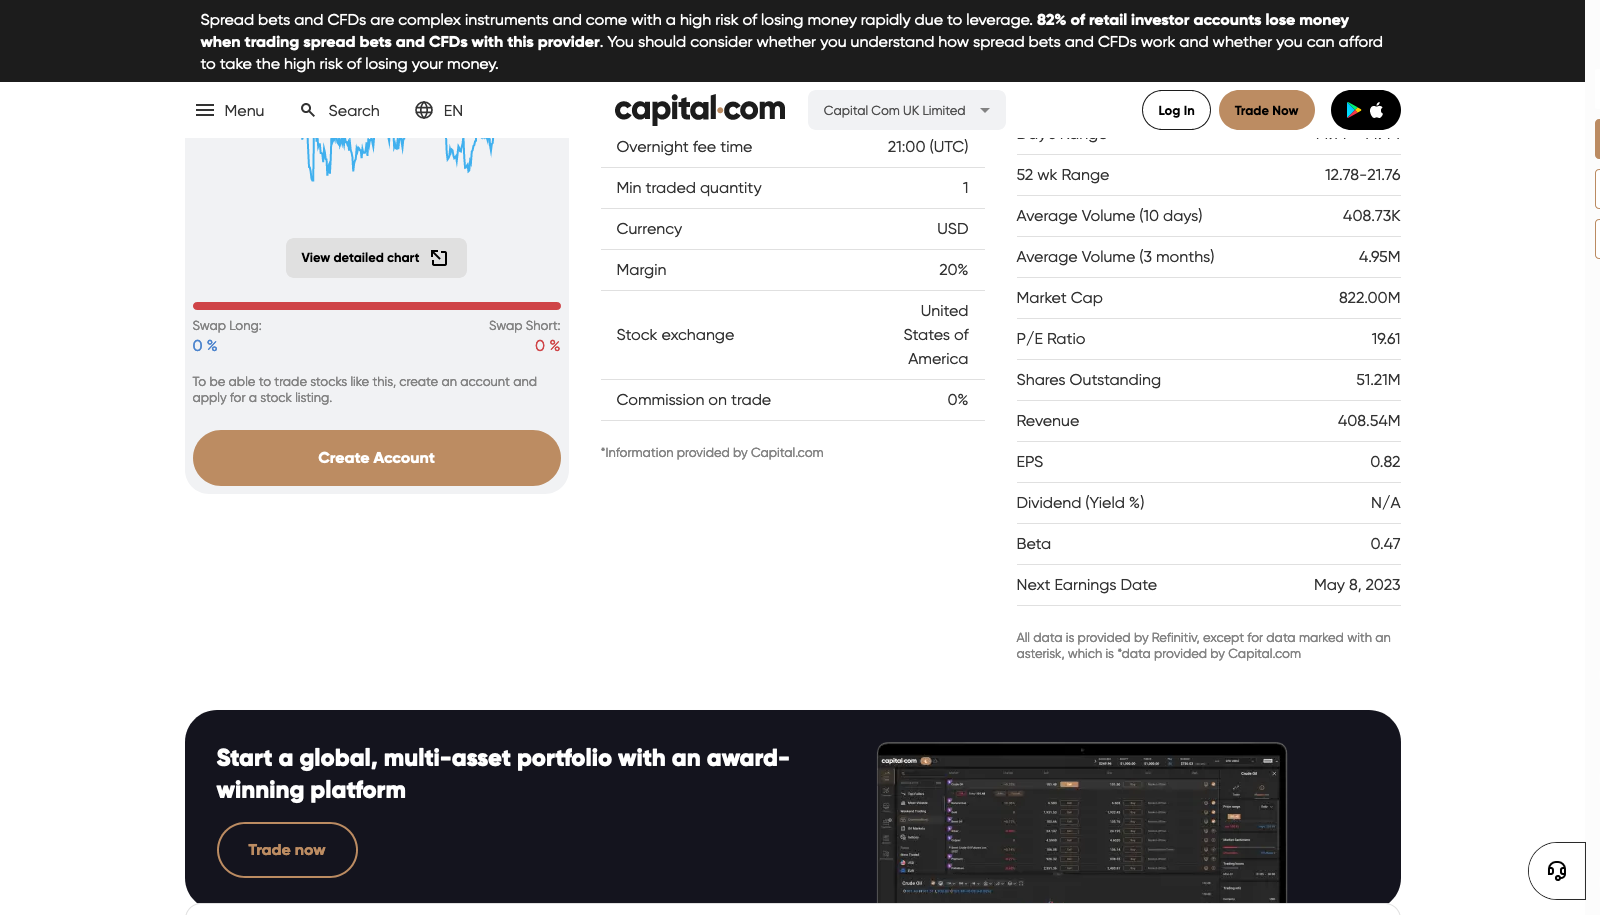 Spread bets and CFDs are complex instruments and come with a high risk of losing money rapidly due to leverage. 82% of retail investor accounts lose money
when trading spread bets and CFDs with this provider. You should consider whether you understand how spread bets and CFDs work and whether you can afford
to take the high risk of losing your money.
Menu
Search
EN
capital.com
Capital Com UK Limited
Log In
Trade Now
View detailed chart
Swap Long:
Swap Short:
0 %
0 %
To be able to trade stocks like this, create an account and
apply for a stock listing.
Create Account
Overnight fee time 21:00 (UTC)
Min traded quantity 1
Currency USD
Margin 20%
Stock exchange United
States of
America
Commission on trade 0%
*Information provided by Capital.com
52 wk Range 12.78-21.76
Average Volume (10 days) 408.73K
Average Volume (3 months) 4.95M
Market Cap 822.00M
P/E Ratio 19.61
Shares Outstanding 51.21M
Revenue 408.54M
EPS 0.82
Dividend (Yield %) N/A
Beta 0.47
Next Earnings Date May 8, 2023
All data is provided by Refinitiv, except for data marked with an
asterisk, which is *data provided by Capital.com
Start a global, multi-asset portfolio with an award-
winning platform
Trade now
capital.com
Crude Oil
Crude Oil